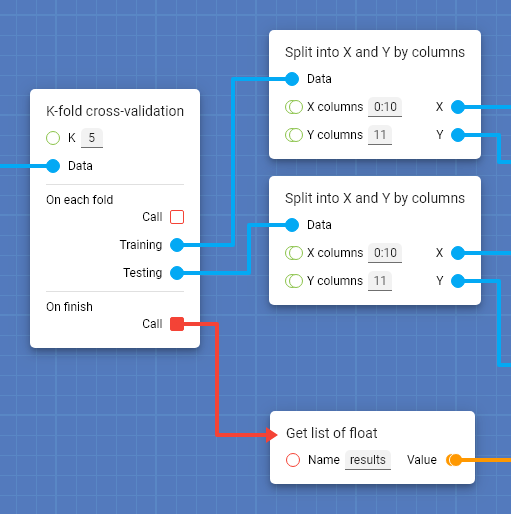 K-fold cross-validation
K 5
Data
On each fold
Call
Training
Testing
On finish
Call
Split into X and Y by columns
Data
X columns 0:10 X
Y columns 11 Y
Split into X and Y by columns
Data
X columns 0:10 X
Y columns 11 Y
Get list of float
Name results Value